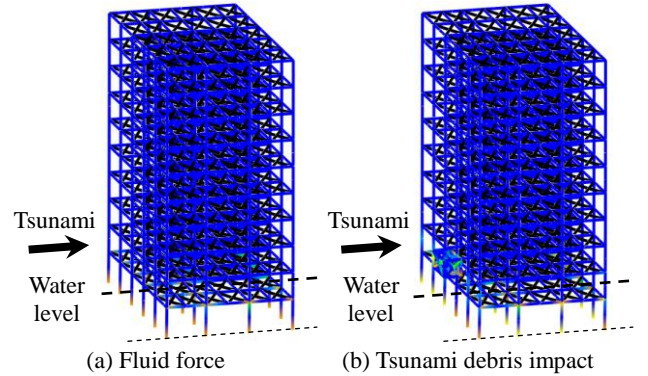 Tsunami
Water
level
(a) Fluid force
Tsunami
Water
level
(b) Tsunami debris impact